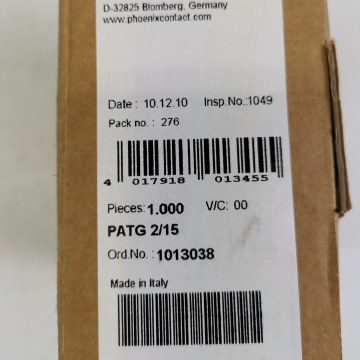 D-32825 Blomberg, Germany
www.phoenixcontact.com
Date : 10.12.10 Insp.No.:1049
Pack no. : 276
4 017918 013455
Pieces: 1.000 V/C: 00
PATG 2/15
Ord.No. : 1013038
Made in Italy